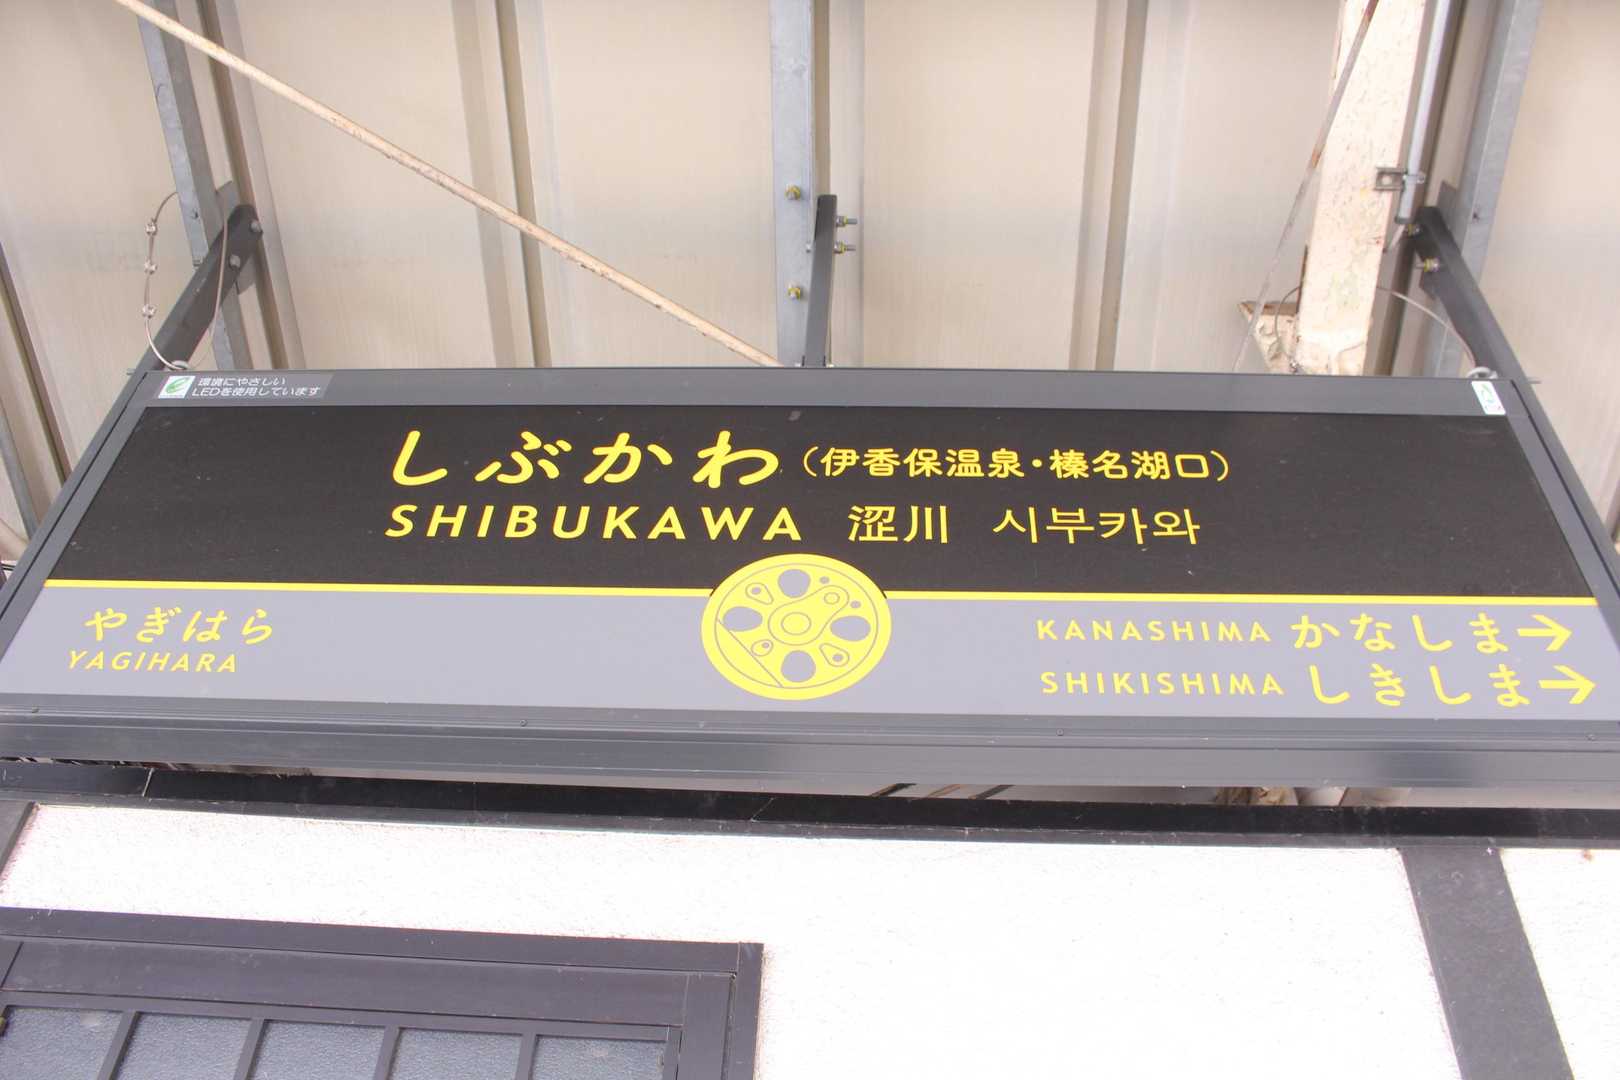 環境にやさしい
LEDを使用しています
しぶかわ（伊香保温泉・榛名湖口）
SHIBUKAWA 涩川 시부카와
やぎはら
YAGIHARA
KANASHIMA かなしま→
SHIKISHIMA しきしま→